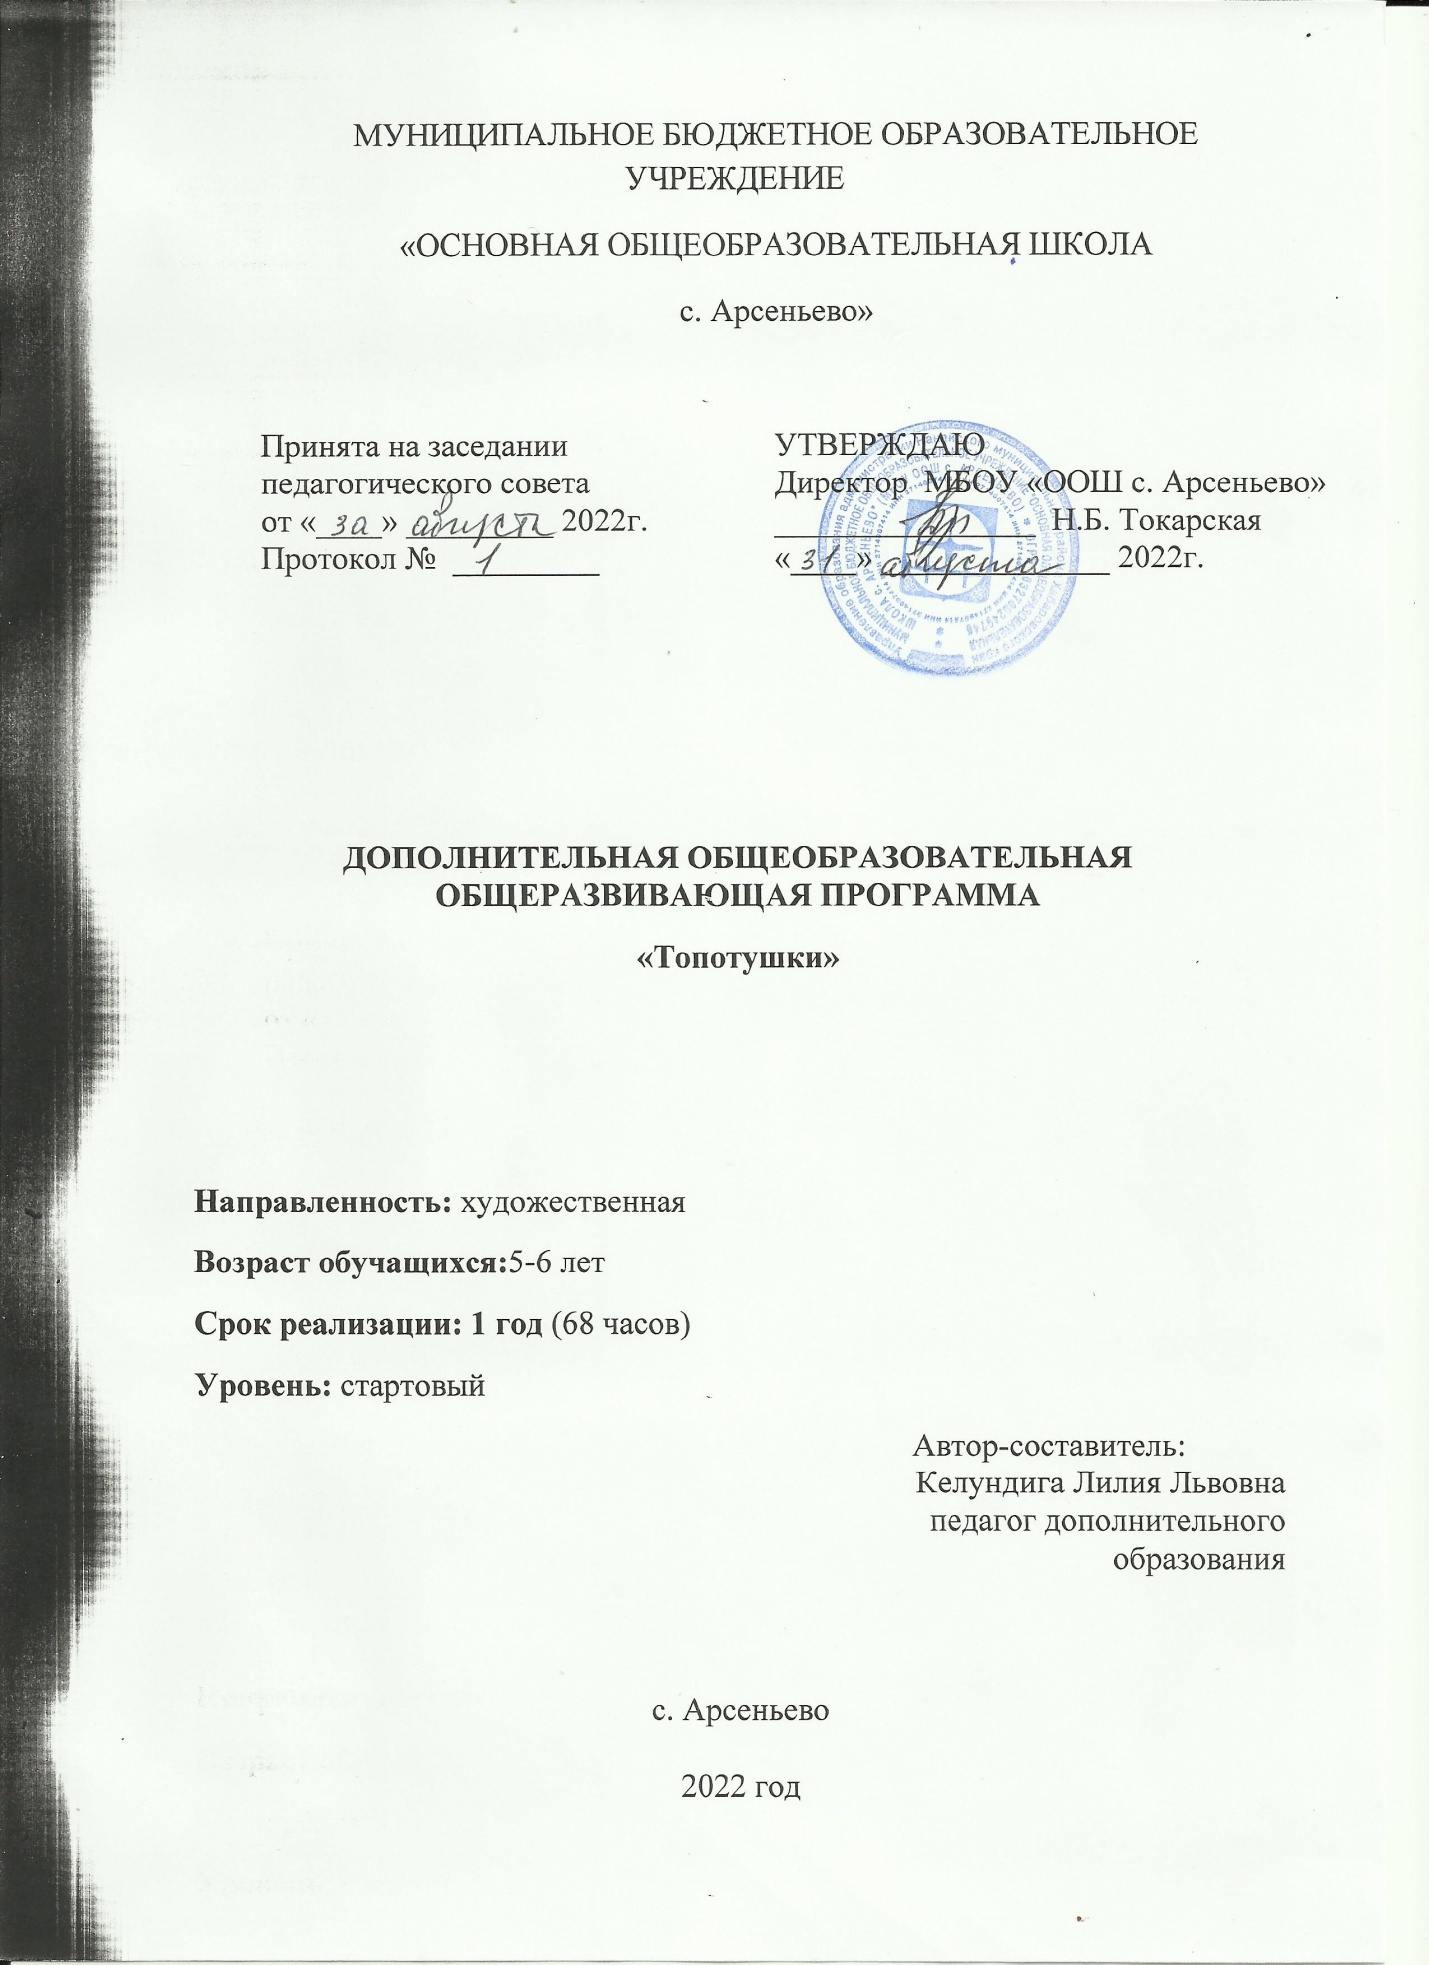 МУНИЦИПАЛЬНОЕ БЮДЖЕТНОЕ ОБРАЗОВАТЕЛЬНОЕ
УЧРЕЖДЕНИЕ
«ОСНОВНАЯ ОБЩЕОБРАЗОВАТЕЛЬНАЯ ШКОЛА
с. Арсеньево»
Принята на заседании
педагогического совета
от «за» август 2022г.
Протокол № 1
УТВЕРЖДАЮ
Директор МБОУ «ООШ с. Арсеньево»
Н.Б. Токарская
«31» августа 2022г.
ДОПОЛНИТЕЛЬНАЯ ОБЩЕОБРАЗОВАТЕЛЬНАЯ
ОБЩЕРАЗВИВАЮЩАЯ ПРОГРАММА
«Топотушки»
Направленность: художественная
Возраст обучащихся:5-6 лет
Срок реализации: 1 год (68 часов)
Уровень: стартовый
Автор-составитель:
Келундига Лилия Львовна
педагог дополнительного
образования
с. Арсеньево
2022 год